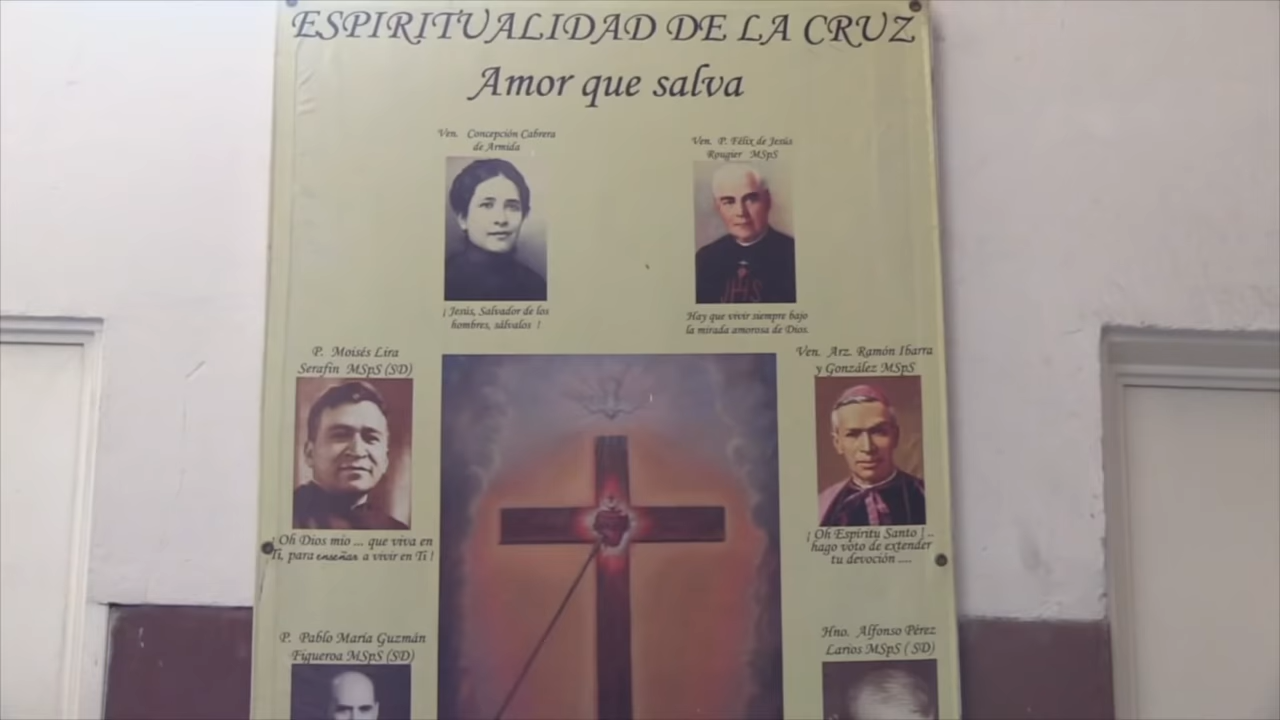 ESPIRITUALIDAD DE LA CRUZ
Amor que salva
Ven. Concepción Cabrera
de Armida
¡ Jesús, Salvador de los
hombres, sálvalos !
Ven. P. Félix de Jesús
Rougier MSpS
Hay que vivir siempre bajo
la mirada amorosa de Dios.
P. Moisés Lira
Serafín MSpS (SD)
¡ Oh Dios mío ... que viva en
Ti, para enseñar a vivir en Ti !
Ven. Arz. Ramón Ibarra
y González MSpS
JHS
¡ Oh Espíritu Santo ! ..
hago voto de extender
tu devoción ....
P. Pablo María Guzmán
Figueroa MSpS (SD)
Hno. Alfonso Pérez
Larios MSpS ( SD)